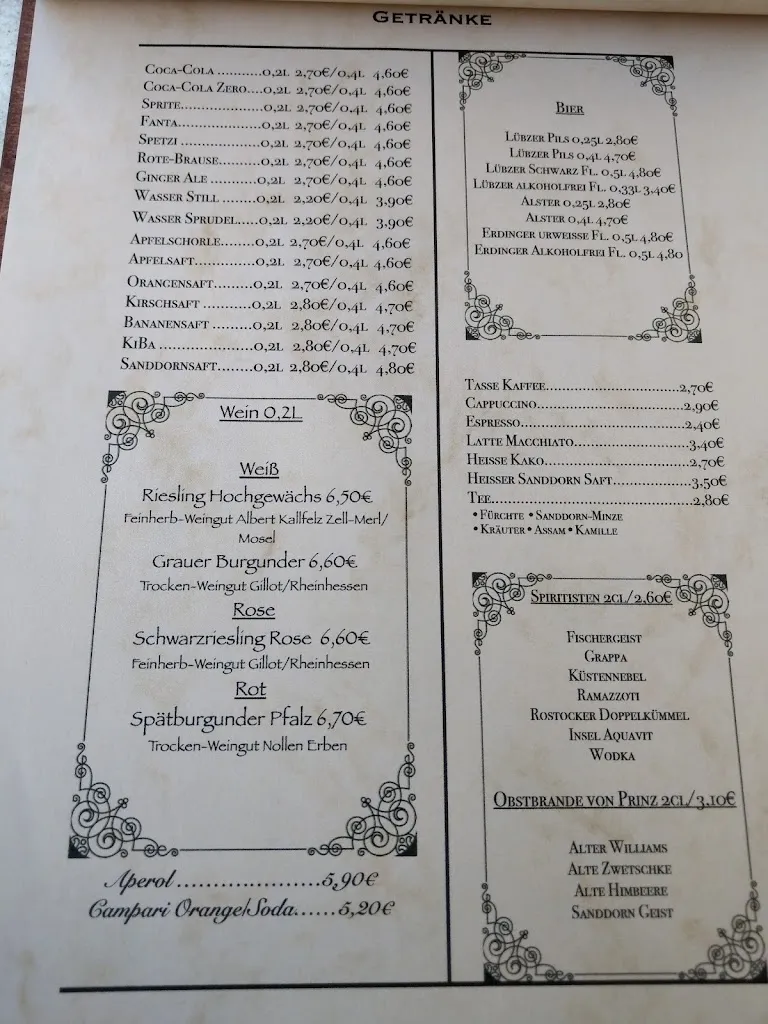 Getränke
Coca-Cola ...........0,2L 2,70€/0,4L 4,60€
Coca-Cola Zero....0,2L 2,70€/0,4L 4,60€
Sprite.....................0,2L 2,70€/0,4L 4,60€
Fanta.....................0,2L 2,70€/0,4L 4,60€
Spetzi ....................0,2L 2,70€/0,4L 4,60€
Rote-Brause..........0,2L 2,70€/0,4L 4,60€
Ginger Ale ............0,2L 2,70€/0,4L 4,60€
Wasser Still .........0,2L 2,20€/0,4L 3,90€
Wasser Sprudel.....0,2L 2,20€/0,4L 3,90€
Apfelschorle........0,2L 2,70€/0,4L 4,60€
Apfelsaft...............0,2L 2,70€/0,4L 4,60€
Orangensaft..........0,2L 2,70€/0,4L 4,60€
Kirschsaft ............0,2L 2,80€/0,4L 4,70€
Bananensaft ..........0,2L 2,80€/0,4L 4,70€
KiBa .......................0,2L 2,80€/0,4L 4,70€
Sanddornsaft.........0,2L 2,80€/0,4L 4,80€
Wein 0,2L
Weiß
Riesling Hochgewächs 6,50€
Feinherb-Weingut Albert Kallfelz Zell-Merl/
Mosel
Grauer Burgunder 6,60€
Trocken-Weingut Gillot/Rheinhessen
Rose
Schwarzriesling Rose 6,60€
Feinherb-Weingut Gillot/Rheinhessen
Rot
Spätburgunder Pfalz 6,70€
Trocken-Weingut Nollen Erben
Aperol.....................5,90€
Campari Orange/Soda......5,20€
Bier
Lübzer Pils 0,25L 2,80€
Lübzer Pils 0,4L 4,70€
Lübzer Schwarz Fl. 0,5L 4,80€
Lübzer alkoholfrei Fl. 0,33L 3,40€
Alster 0,25L 2,80€
Alster 0,4L 4,70€
Erdinger urweisse Fl. 0,5L 4,80€
Erdinger Alkoholfrei Fl. 0,5L 4,80
Tasse Kaffee................................2,70€
Cappuccino...................................2,90€
Espresso........................................2,40€
Latte Macchiato...........................3,40€
Heisse Kako...................................2,70€
Heisser Sanddorn Saft...................3,50€
Tee................................................2,80€
• Fürchte • Sanddorn-Minze
• Kräuter • Assam • Kamille
Spiritisten 2cl/2,60€
Fischergeist
Grappa
Küstennebel
Ramazzoti
Rostocker Doppelkümmel
Insel Aquavit
Wodka
Obstbrande von Prinz 2cl/3,10€
Alter Williams
Alte Zwetschke
Alte Himbeere
Sanddorn Geist